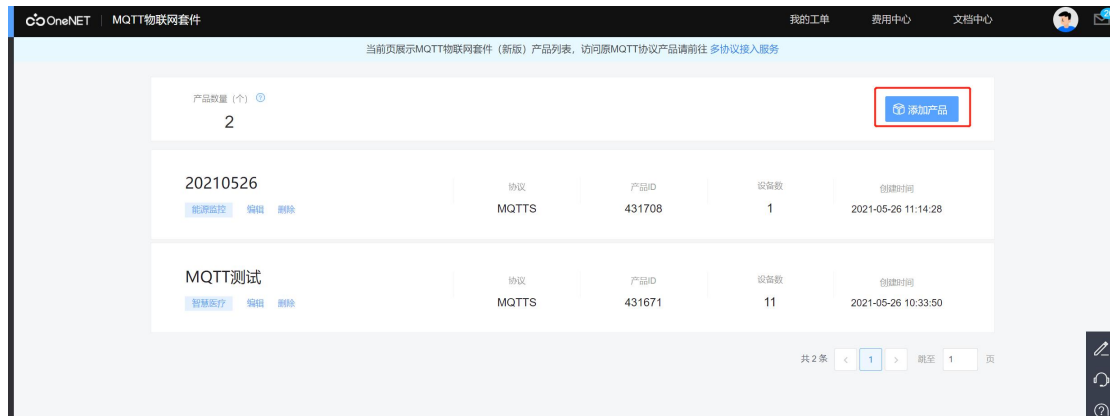 OneNET MQTT物联网套件 我的工单 费用中心 文档中心
当前页展示MQTT物联网套件（新版）产品列表，访问原MQTT协议产品请前往 多协议接入服务
产品数量（个）
2
添加产品
20210526
能源监控 编辑 删除
协议
MQTTS
产品ID
431708
设备数
1
创建时间
2021-05-26 11:14:28
MQTT测试
智慧医疗 编辑 删除
协议
MQTTS
产品ID
431671
设备数
11
创建时间
2021-05-26 10:33:50
共 2 条 < 1 > 跳至 1 页